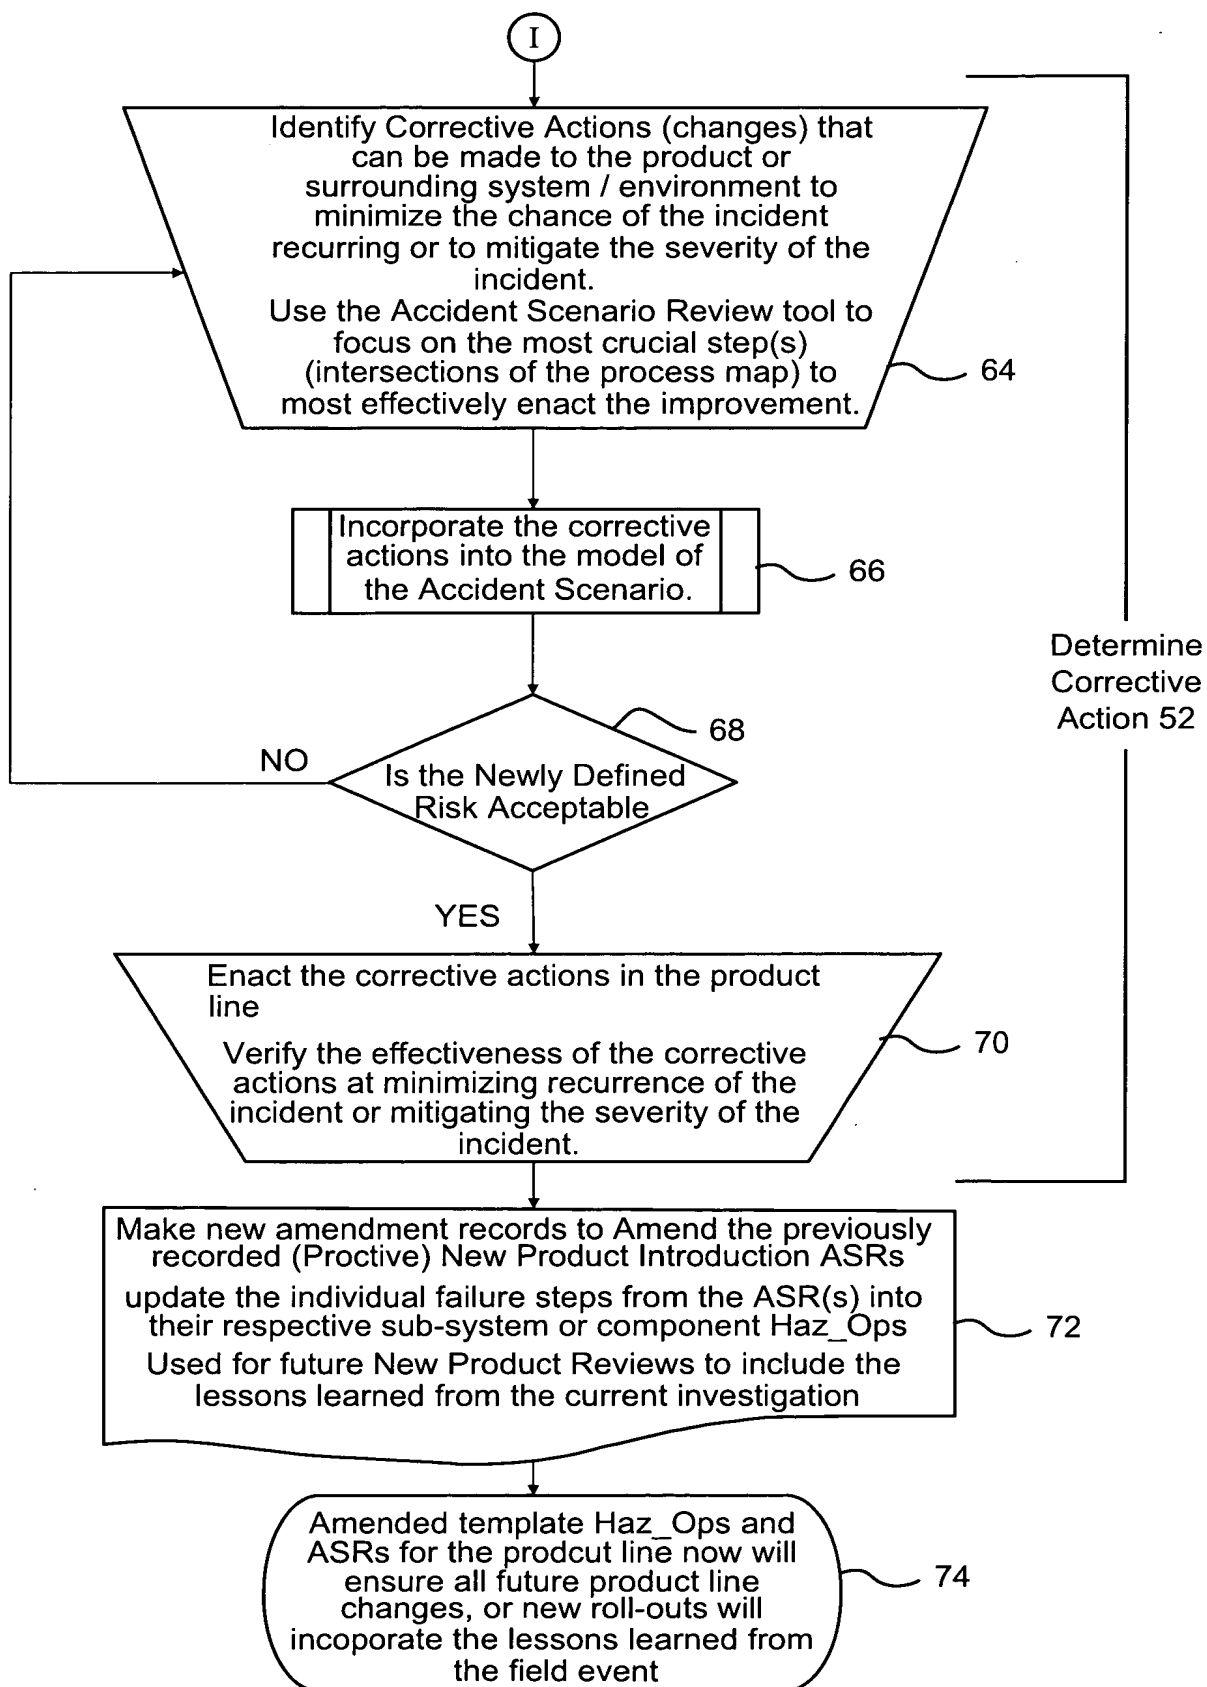 I
Identify Corrective Actions (changes) that
can be made to the product or
surrounding system / environment to
minimize the chance of the incident
recurring or to mitigate the severity of the
incident.
Use the Accident Scenario Review tool to
focus on the most crucial step(s)
(intersections of the process map) to
most effectively enact the improvement.
64
Incorporate the corrective
actions into the model of
the Accident Scenario.
66
Determine
Corrective
Action 52
68
NO
Is the Newly Defined
Risk Acceptable
YES
Enact the corrective actions in the product
line
Verify the effectiveness of the corrective
actions at minimizing recurrence of the
incident or mitigating the severity of the
incident.
70
Make new amendment records to Amend the previously
recorded (Proctive) New Product Introduction ASRs
update the individual failure steps from the ASR(s) into
their respective sub-system or component Haz_Ops
Used for future New Product Reviews to include the
lessons learned from the current investigation
72
Amended template Haz_Ops and
ASRs for the prodcut line now will
ensure all future product line
changes, or new roll-outs will
incoporate the lessons learned from
the field event
74